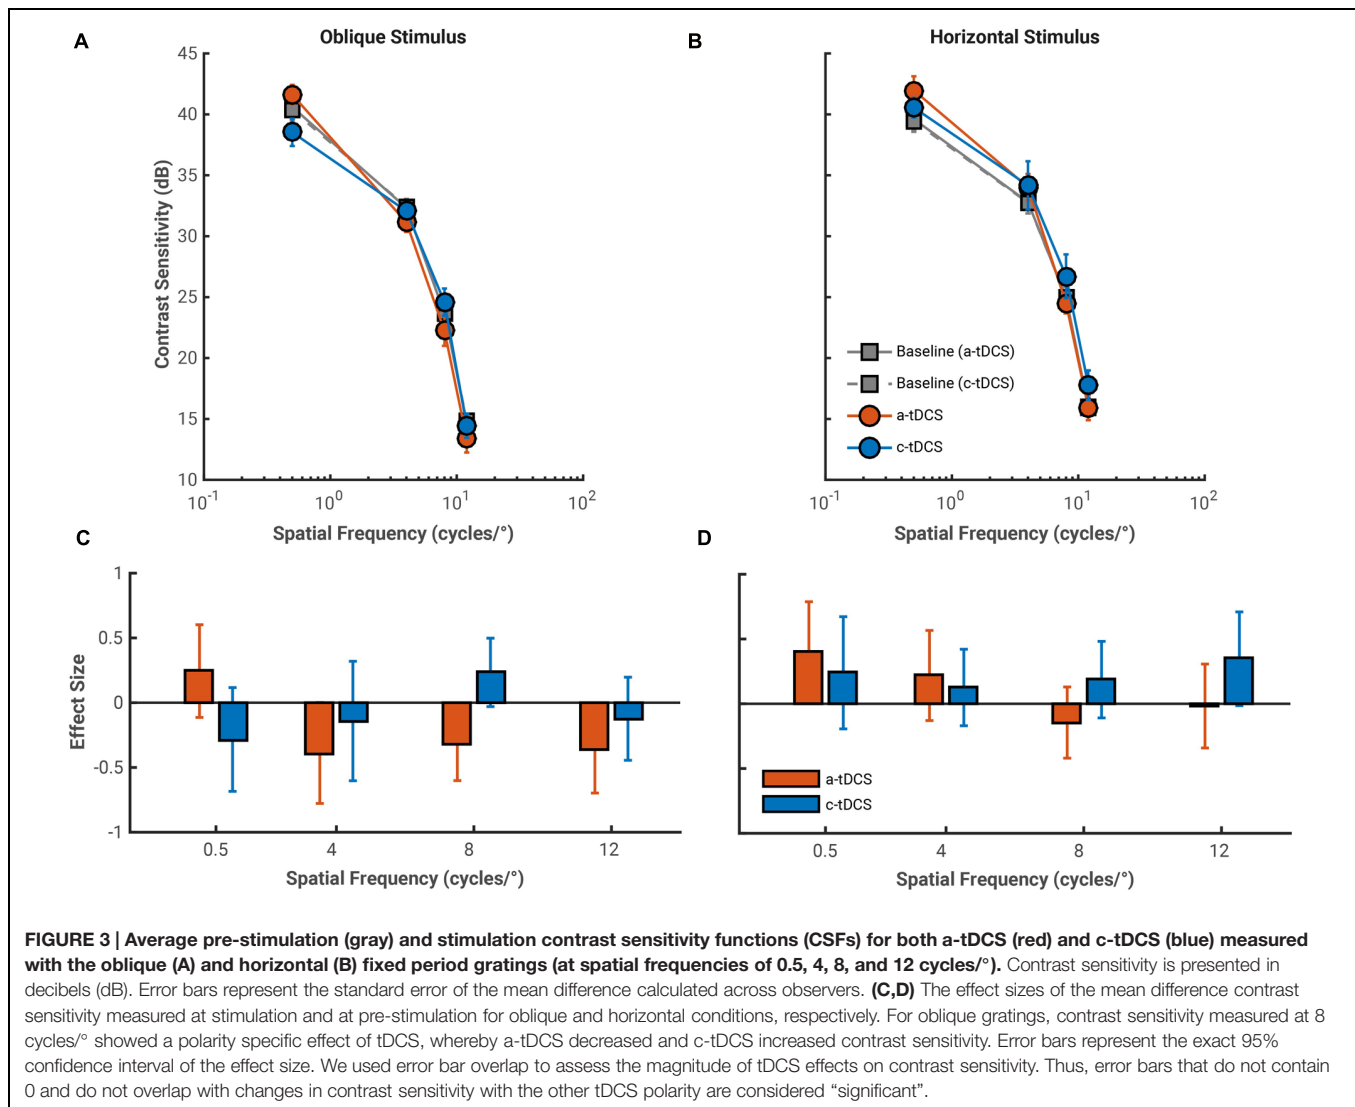 A
Oblique Stimulus
B
Horizontal Stimulus
45
40
35
30
25
20
15
10
Contrast Sensitivity (dB)
10-1
100
101
102
Spatial Frequency (cycles/°)
Baseline (a-tDCS)
Baseline (c-tDCS)
a-tDCS
c-tDCS
10-1
100
101
102
Spatial Frequency (cycles/°)
C
1
0.5
0
-0.5
-1
Effect Size
0.5
4
8
12
Spatial Frequency (cycles/°)
D
a-tDCS
c-tDCS
0.5
4
8
12
Spatial Frequency (cycles/°)
FIGURE 3 | Average pre-stimulation (gray) and stimulation contrast sensitivity functions (CSFs) for both a-tDCS (red) and c-tDCS (blue) measured
with the oblique (A) and horizontal (B) fixed period gratings (at spatial frequencies of 0.5, 4, 8, and 12 cycles/°). Contrast sensitivity is presented in
decibels (dB). Error bars represent the standard error of the mean difference calculated across observers. (C,D) The effect sizes of the mean difference contrast
sensitivity measured at stimulation and at pre-stimulation for oblique and horizontal conditions, respectively. For oblique gratings, contrast sensitivity measured at 8
cycles/° showed a polarity specific effect of tDCS, whereby a-tDCS decreased and c-tDCS increased contrast sensitivity. Error bars represent the exact 95%
confidence interval of the effect size. We used error bar overlap to assess the magnitude of tDCS effects on contrast sensitivity. Thus, error bars that do not contain
0 and do not overlap with changes in contrast sensitivity with the other tDCS polarity are considered “significant”.